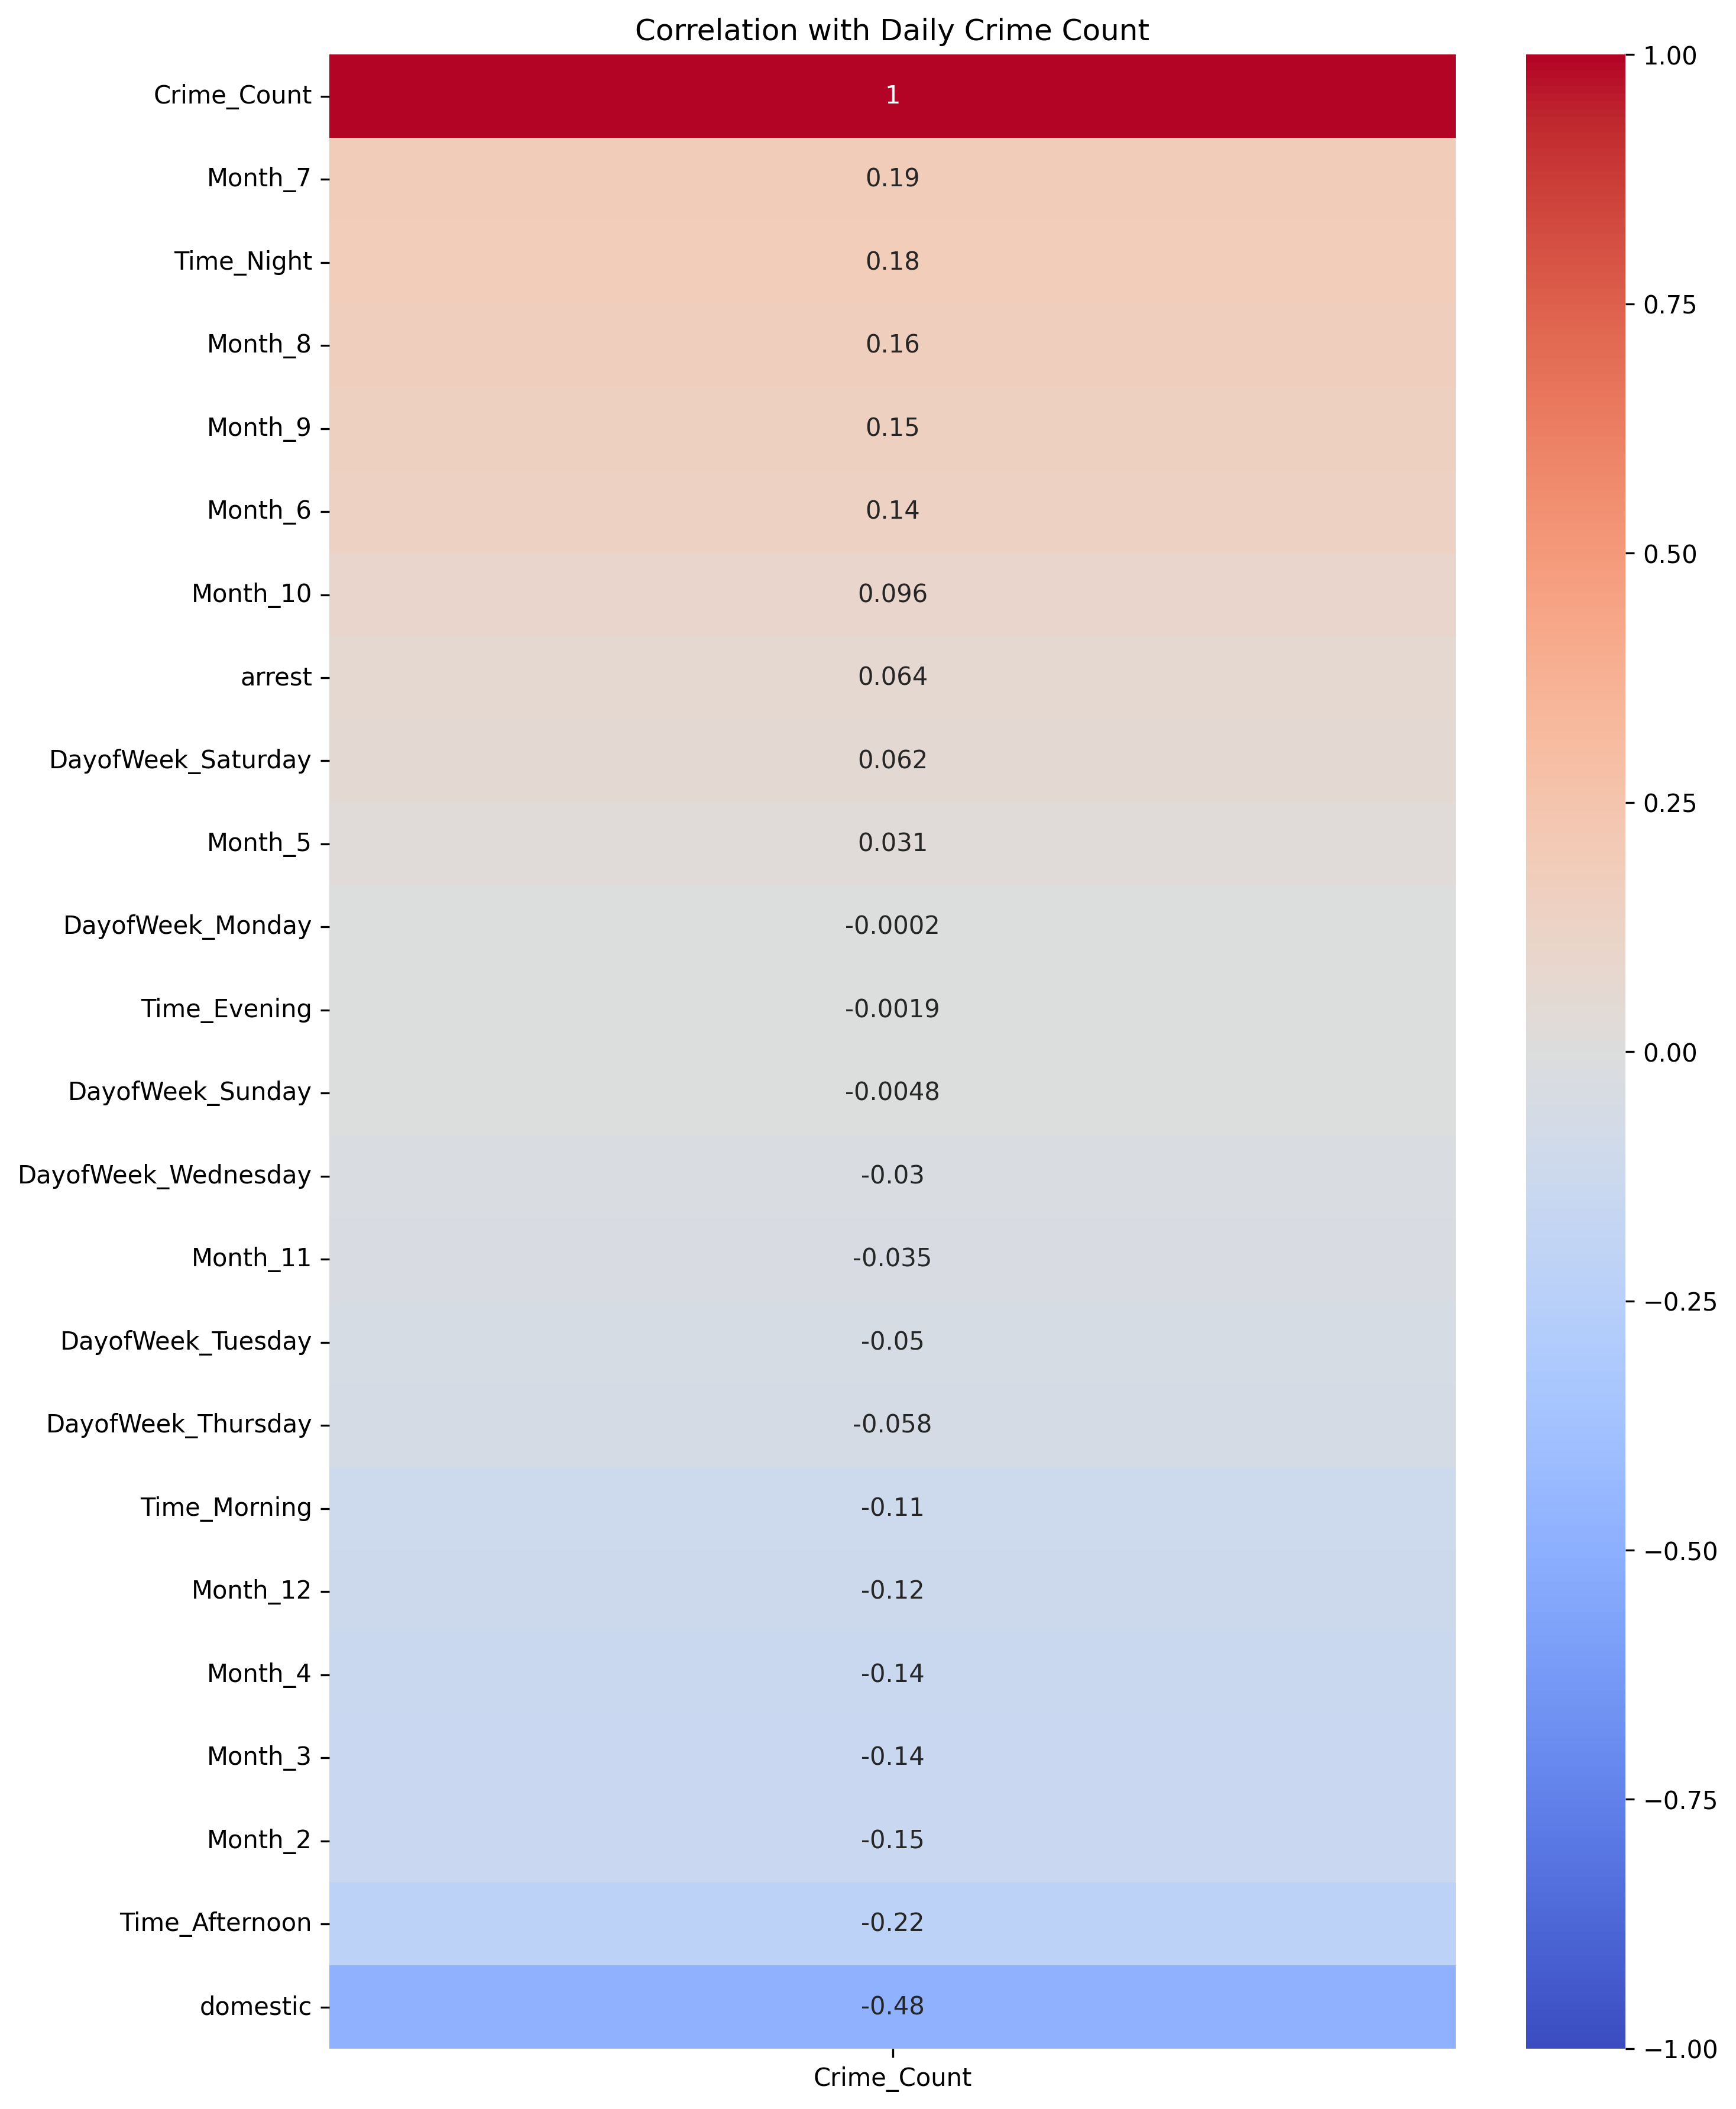 Correlation with Daily Crime Count
Crime_Count 1
Month_7 0.19
Time_Night 0.18
Month_8 0.16
Month_9 0.15
Month_6 0.14
Month_10 0.096
arrest 0.064
DayofWeek_Saturday 0.062
Month_5 0.031
DayofWeek_Monday -0.0002
Time_Evening -0.0019
DayofWeek_Sunday -0.0048
DayofWeek_Wednesday -0.03
Month_11 -0.035
DayofWeek_Tuesday -0.05
DayofWeek_Thursday -0.058
Time_Morning -0.11
Month_12 -0.12
Month_4 -0.14
Month_3 -0.14
Month_2 -0.15
Time_Afternoon -0.22
domestic -0.48
Crime_Count
1.00
0.75
0.50
0.25
0.00
−0.25
−0.50
−0.75
−1.00